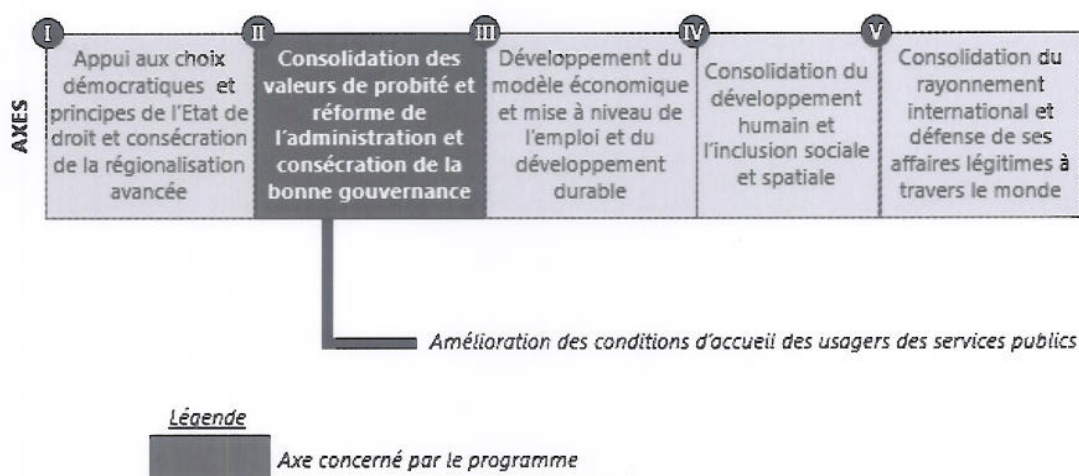 AXES
I
Appui aux choix
démocratiques et
principes de l'Etat de
droit et consécration
de la régionalisation
avancée
II
Consolidation des
valeurs de probité et
réforme de
l'administration et
consécration de la
bonne gouvernance
III
Développement du
modèle économique
et mise à niveau de
l'emploi et du
développement
durable
IV
Consolidation du
développement
humain et
l'inclusion sociale
et spatiale
V
Consolidation du
rayonnement
international et
défense de ses
affaires légitimes à
travers le monde
Amélioration des conditions d'accueil des usagers des services publics
Légende
Axe concerné par le programme